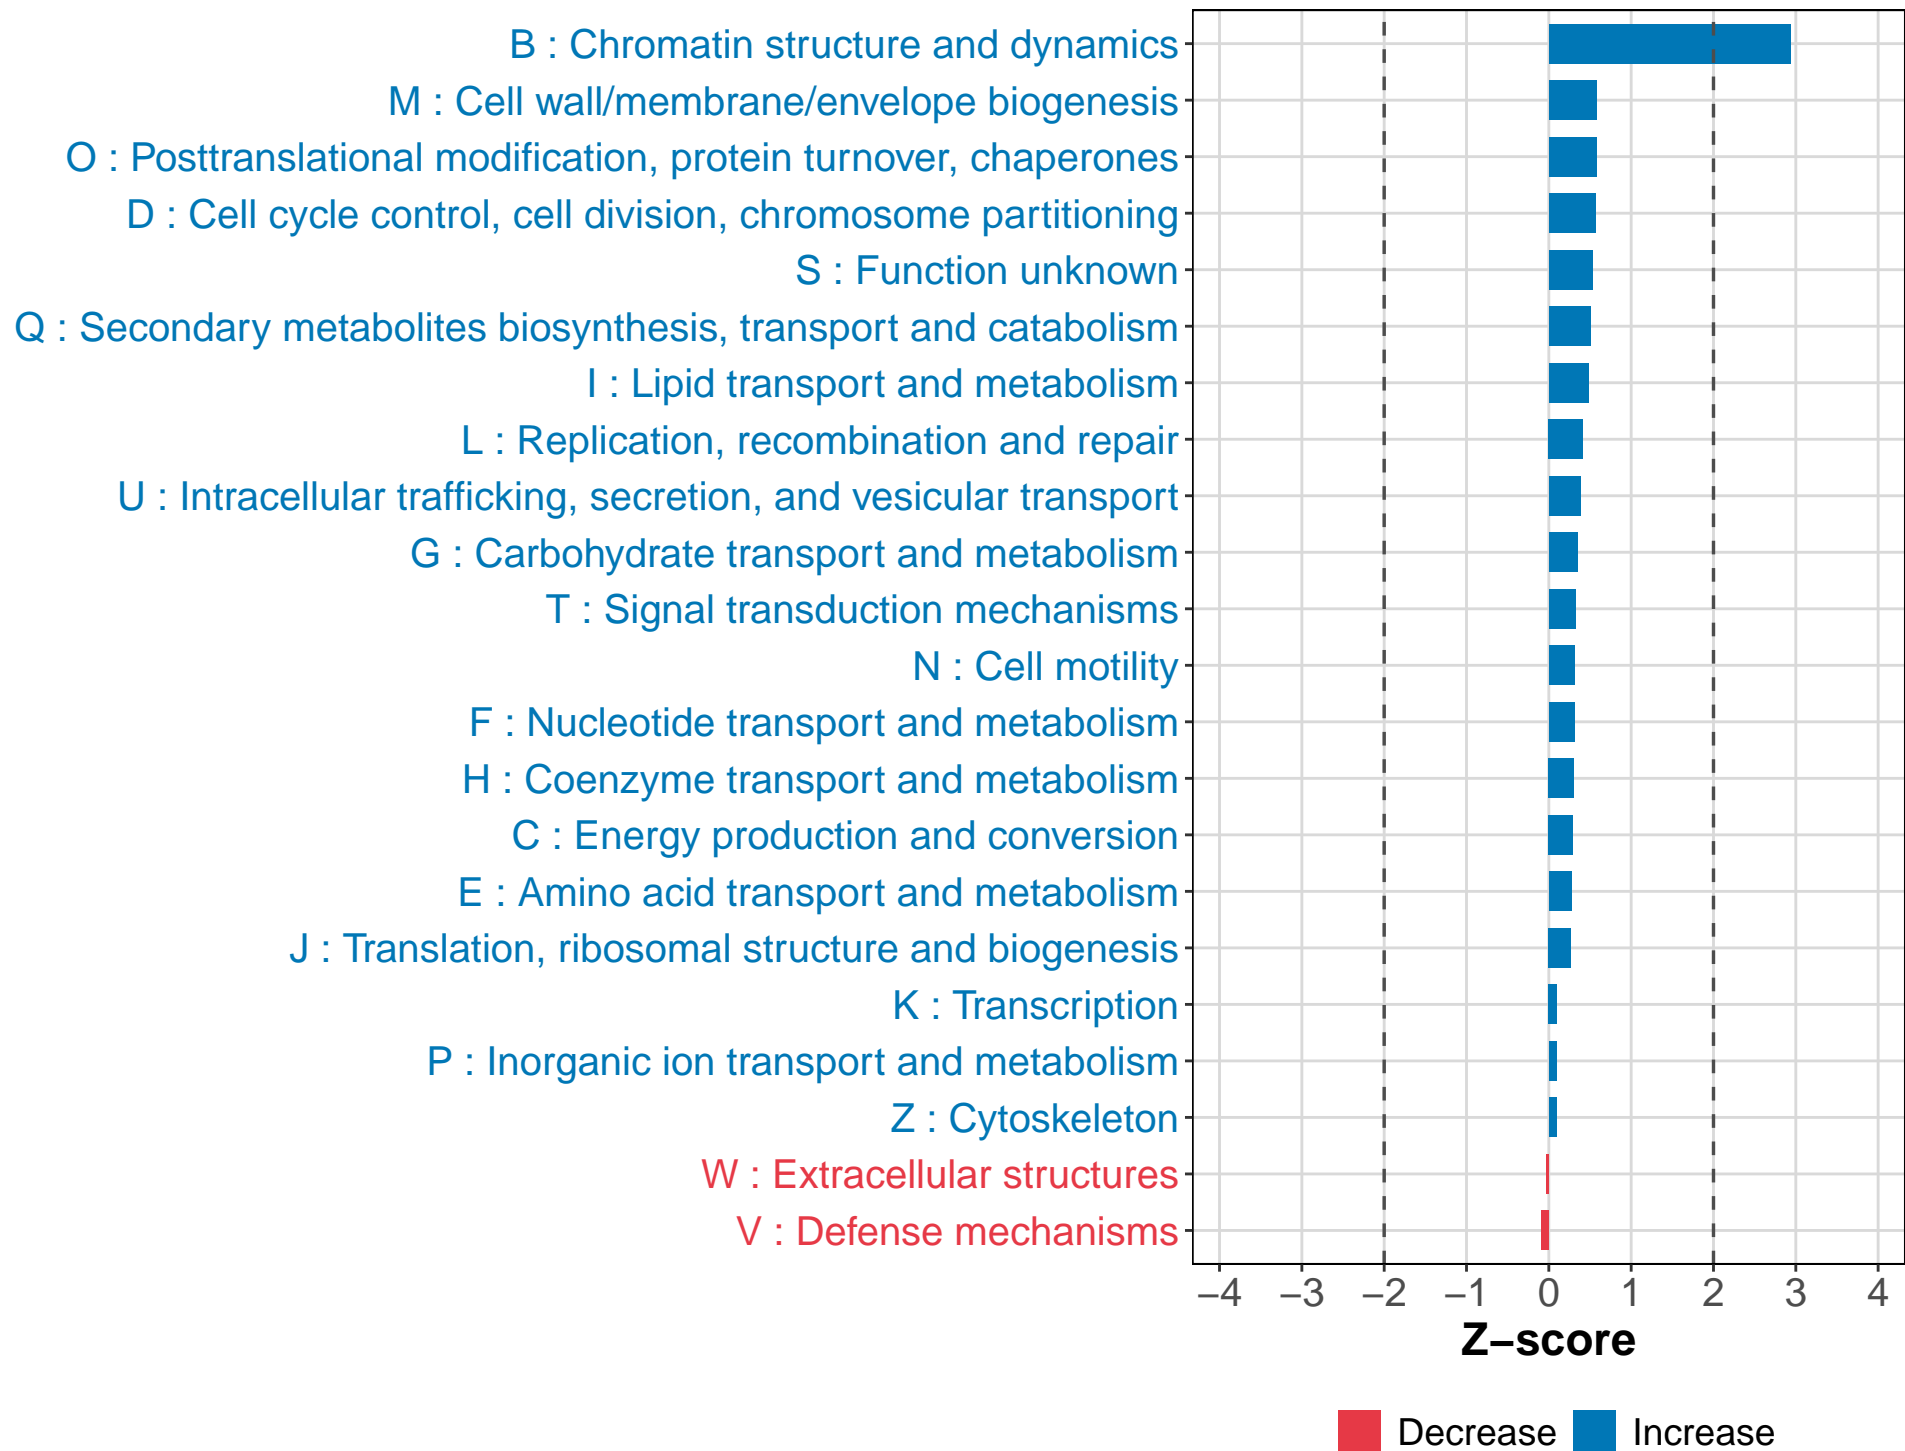 B : Chromatin structure and dynamics
M : Cell wall/membrane/envelope biogenesis
O : Posttranslational modification, protein turnover, chaperones
D : Cell cycle control, cell division, chromosome partitioning
S : Function unknown
Q : Secondary metabolites biosynthesis, transport and catabolism
I : Lipid transport and metabolism
L : Replication, recombination and repair
U : Intracellular trafficking, secretion, and vesicular transport
G : Carbohydrate transport and metabolism
T : Signal transduction mechanisms
N : Cell motility
F : Nucleotide transport and metabolism
H : Coenzyme transport and metabolism
C : Energy production and conversion
E : Amino acid transport and metabolism
J : Translation, ribosomal structure and biogenesis
K : Transcription
P : Inorganic ion transport and metabolism
Z : Cytoskeleton
W : Extracellular structures
V : Defense mechanisms
−4 −3 −2 −1 0 1 2 3 4
Z−score
Decrease Increase